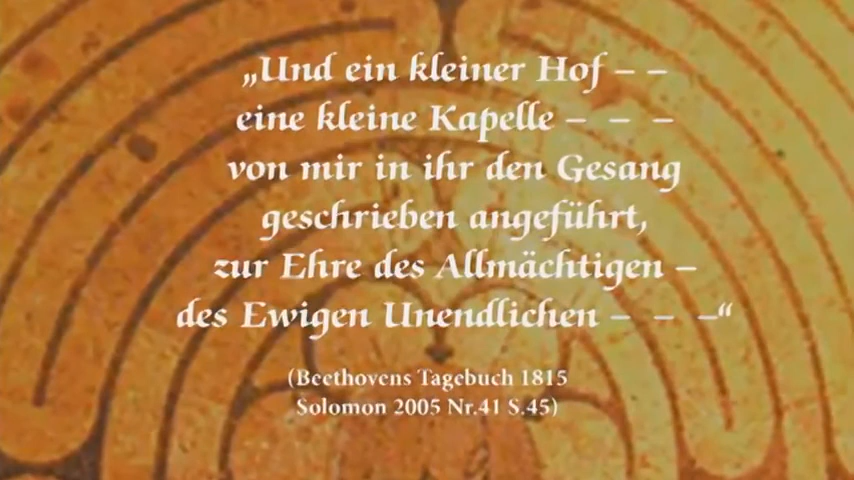 „Und ein kleiner Hof – –
eine kleine Kapelle – – –
von mir in ihr den Gesang
geschrieben angeführt,
zur Ehre des Allmächtigen –
des Ewigen Unendlichen – – –“
(Beethovens Tagebuch 1815
Solomon 2005 Nr.41 S.45)